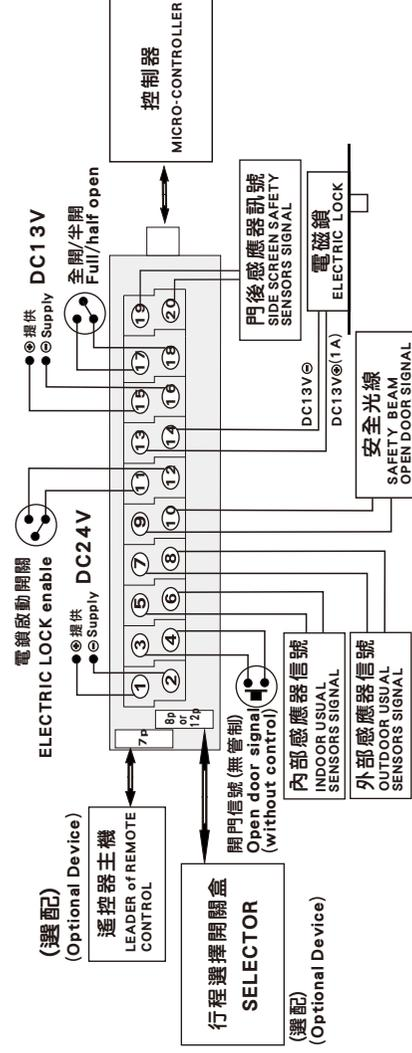 控制器
MICRO-CONTROLLER
DC13V
⊕提供
⊖Supply
全開/半開
Full/half open
電鎖啟動開關
ELECTRIC LOCK enable
DC24V
⊕提供
⊖Supply
(選配)
(Optional Device)
遙控器主機
LEADER of REMOTE
CONTROL
7p
8p
or
12p
1 3 5 7 9 11 13 15 17 19
2 4 6 8 10 12 14 16 18 20
行程選擇開關盒
SELECTOR
(選配)
(Optional Device)
開門信號(無管制)
Open door signal
(without control)
內部感應器信號
INDOOR USUAL
SENSORS SIGNAL
外部感應器信號
OUTDOOR USUAL
SENSORS SIGNAL
安全光線
SAFETY BEAM
OPEN DOOR SIGNAL
DC13V⊖
DC13V⊕(1A)
電磁鎖
ELECTRIC LOCK
門後感應器訊號
SIDE SCREEN SAFETY
SENSORS SIGNAL